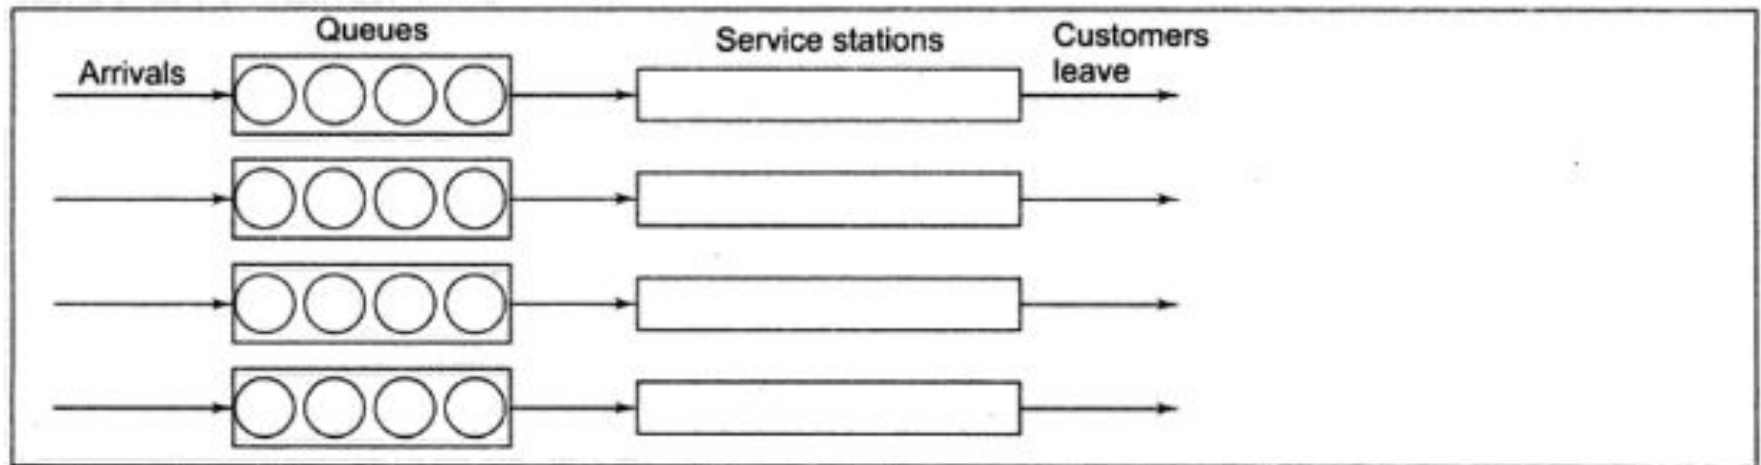 Queues
Service stations
Customers
leave
Arrivals